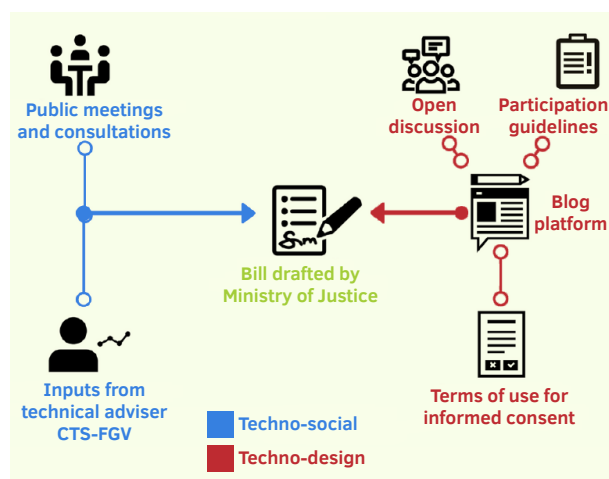 Public meetings
and consultations
Open
discussion
Participation
guidelines
Blog
platform
Bill drafted by
Ministry of Justice
Inputs from
technical adviser
CTS-FGV
Terms of use for
informed consent
Techno-social
Techno-design